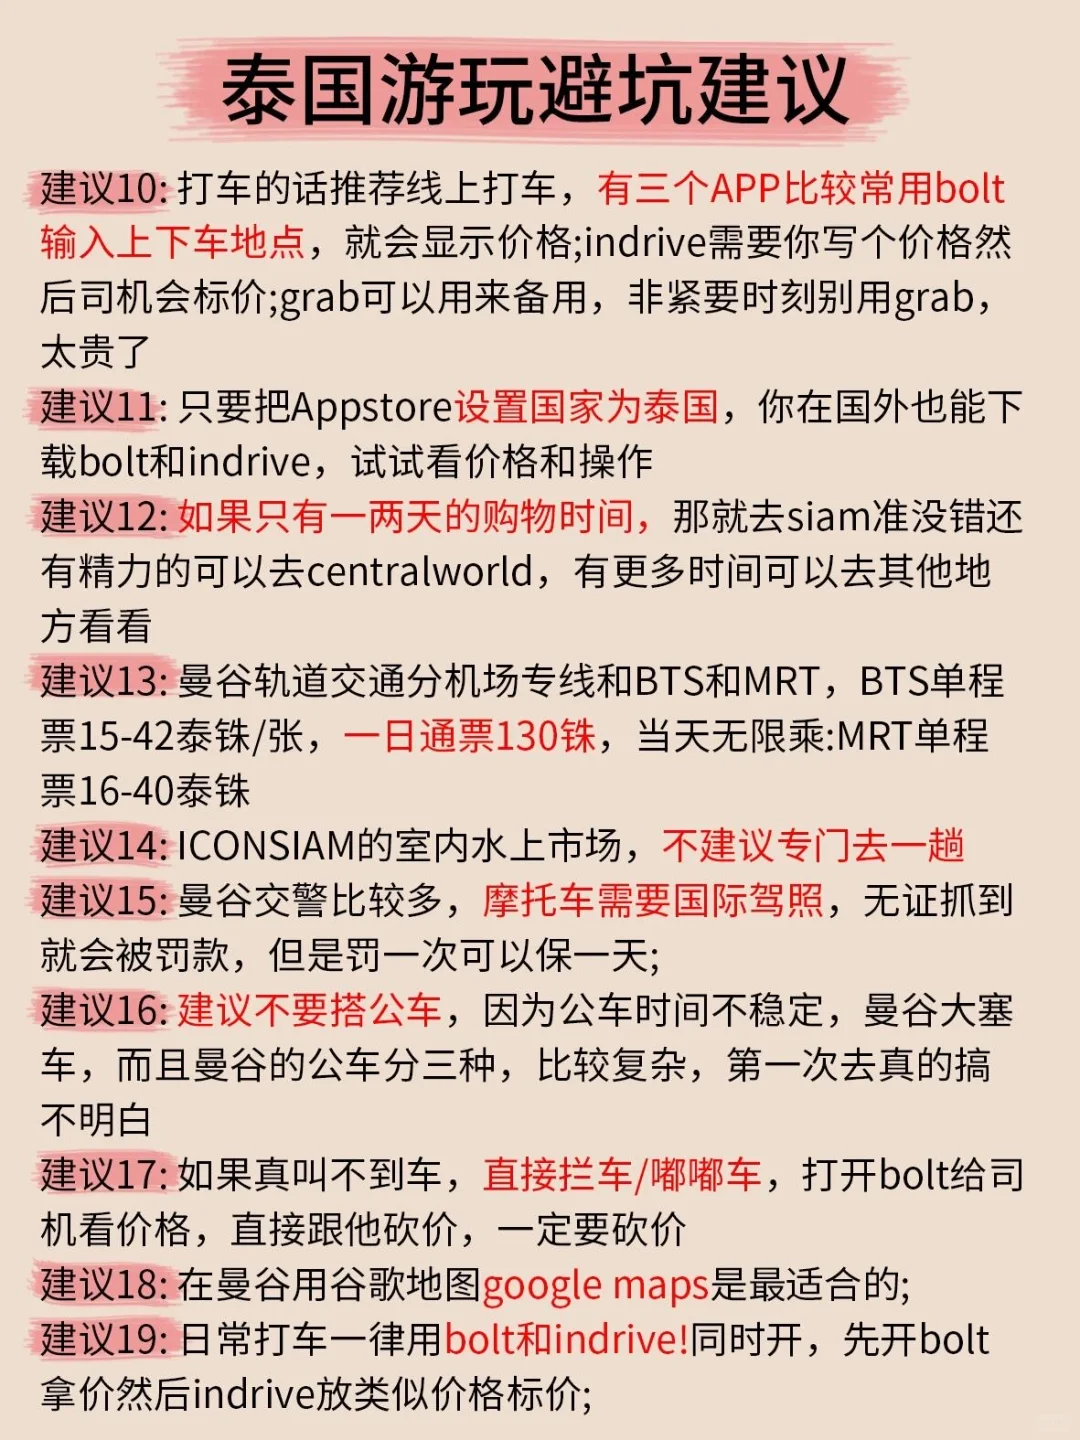 泰国游玩避坑建议
建议10: 打车的话推荐线上打车，有三个APP比较常用bolt
输入上下车地点，就会显示价格;indrive需要你写个价格然
后司机会标价;grab可以用来备用，非紧要时刻别用grab，
太贵了
建议11: 只要把Appstore设置国家为泰国，你在国外也能下
载bolt和indrive，试试看价格和操作
建议12: 如果只有一两天的购物时间，那就去siam准没错还
有精力的可以去centralworld，有更多时间可以去其他地
方看看
建议13: 曼谷轨道交通分机场专线和BTS和MRT，BTS单程
票15-42泰铢/张，一日通票130铢，当天无限乘:MRT单程
票16-40泰铢
建议14: ICONSIAM的室内水上市场，不建议专门去一趟
建议15: 曼谷交警比较多，摩托车需要国际驾照，无证抓到
就会被罚款，但是罚一次可以保一天;
建议16: 建议不要搭公车，因为公车时间不稳定，曼谷大塞
车，而且曼谷的公车分三种，比较复杂，第一次去真的搞
不明白
建议17: 如果真叫不到车，直接拦车/嘟嘟车，打开bolt给司
机看价格，直接跟他砍价，一定要砍价
建议18: 在曼谷用谷歌地图google maps是最适合的;
建议19: 日常打车一律用bolt和indrive!同时开，先开bolt
拿价然后indrive放类似价格标价;